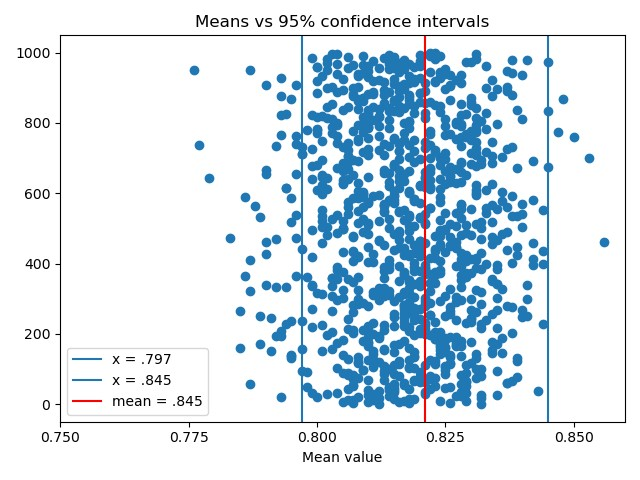 Means vs 95% confidence intervals
1000
800
600
400
200
0
x = .797
x = .845
mean = .845
0.750 0.775 0.800 0.825 0.850
Mean value